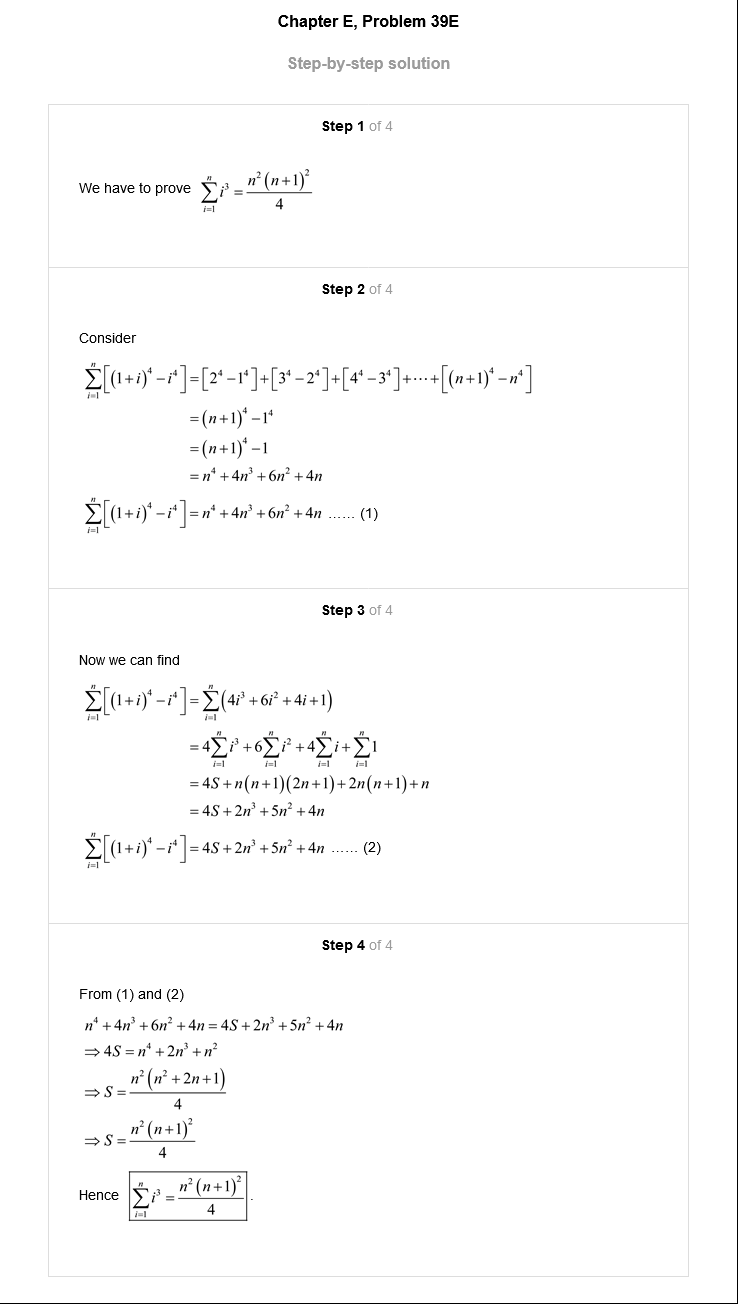 Chapter E, Problem 39E
Step-by-step solution
Step 1 of 4
We have to prove $\sum_{i=1}^{n} i^3 = \frac{n^2(n+1)^2}{4}$
Step 2 of 4
Consider
$\sum_{i=1}^{n}\left[(1+i)^4 - i^4\right] = \left[2^4 - 1^4\right] + \left[3^4 - 2^4\right] + \left[4^4 - 3^4\right] + \cdots + \left[(n+1)^4 - n^4\right]$
$= (n+1)^4 - 1^4$
$= (n+1)^4 - 1$
$= n^4 + 4n^3 + 6n^2 + 4n$
$\sum_{i=1}^{n}\left[(1+i)^4 - i^4\right] = n^4 + 4n^3 + 6n^2 + 4n$ ...... (1)
Step 3 of 4
Now we can find
$\sum_{i=1}^{n}\left[(1+i)^4 - i^4\right] = \sum_{i=1}^{n}(4i^3 + 6i^2 + 4i + 1)$
$= 4\sum_{i=1}^{n} i^3 + 6\sum_{i=1}^{n} i^2 + 4\sum_{i=1}^{n} i + \sum_{i=1}^{n} 1$
$= 4S + n(n+1)(2n+1) + 2n(n+1) + n$
$= 4S + 2n^3 + 5n^2 + 4n$
$\sum_{i=1}^{n}\left[(1+i)^4 - i^4\right] = 4S + 2n^3 + 5n^2 + 4n$ ...... (2)
Step 4 of 4
From (1) and (2)
$n^4 + 4n^3 + 6n^2 + 4n = 4S + 2n^3 + 5n^2 + 4n$
$\Rightarrow 4S = n^4 + 2n^3 + n^2$
$\Rightarrow S = \frac{n^2(n^2 + 2n + 1)}{4}$
$\Rightarrow S = \frac{n^2(n+1)^2}{4}$
Hence $\boxed{\sum_{i=1}^{n} i^3 = \frac{n^2(n+1)^2}{4}}$.